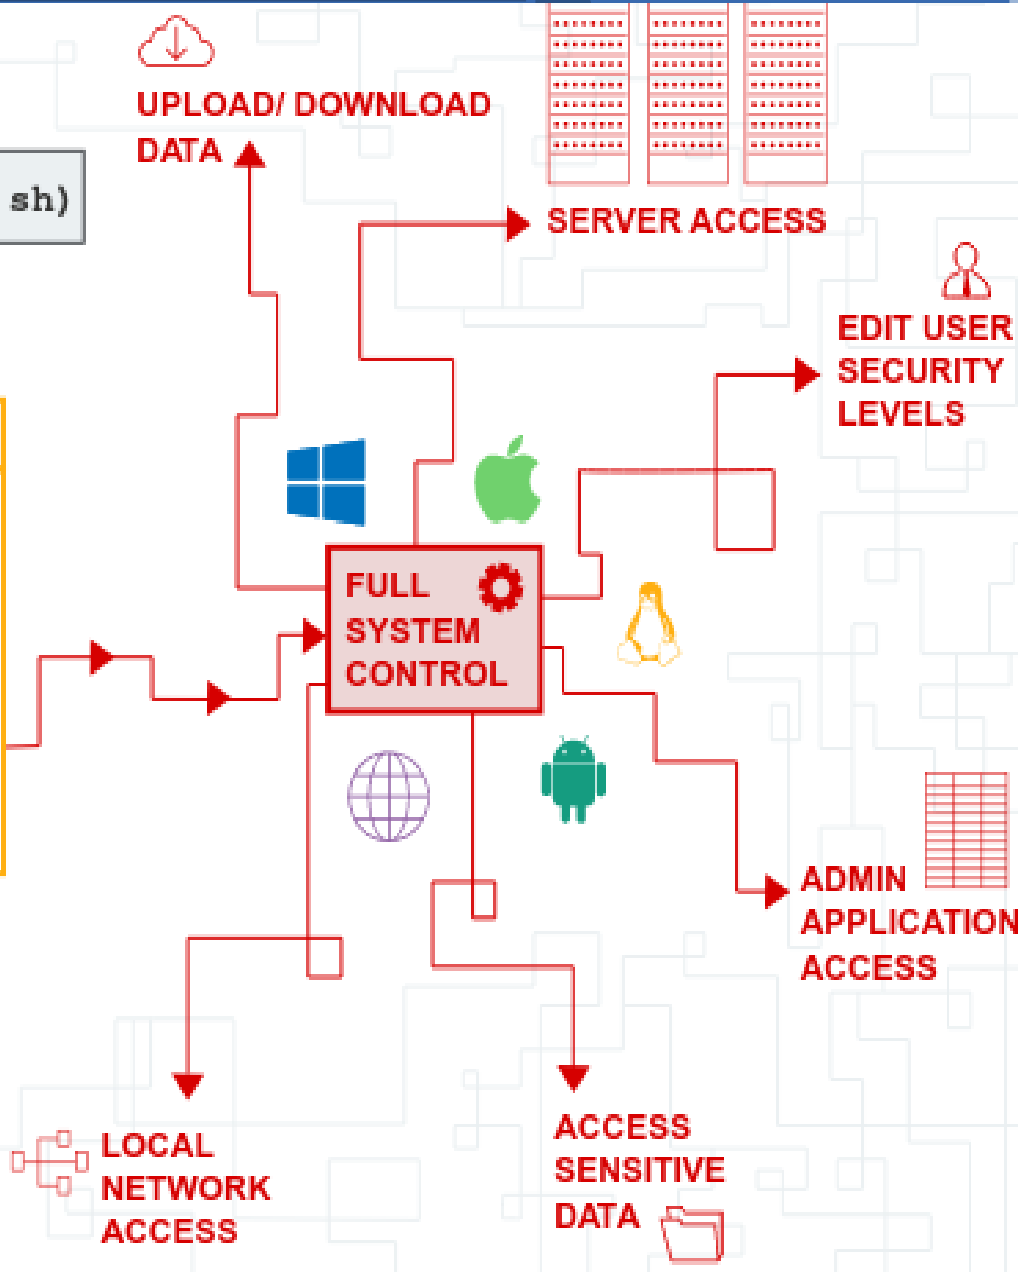 UPLOAD/ DOWNLOAD
DATA
sh)
SERVER ACCESS
EDIT USER
SECURITY
LEVELS
FULL
SYSTEM
CONTROL
ADMIN
APPLICATION
ACCESS
LOCAL
NETWORK
ACCESS
ACCESS
SENSITIVE
DATA